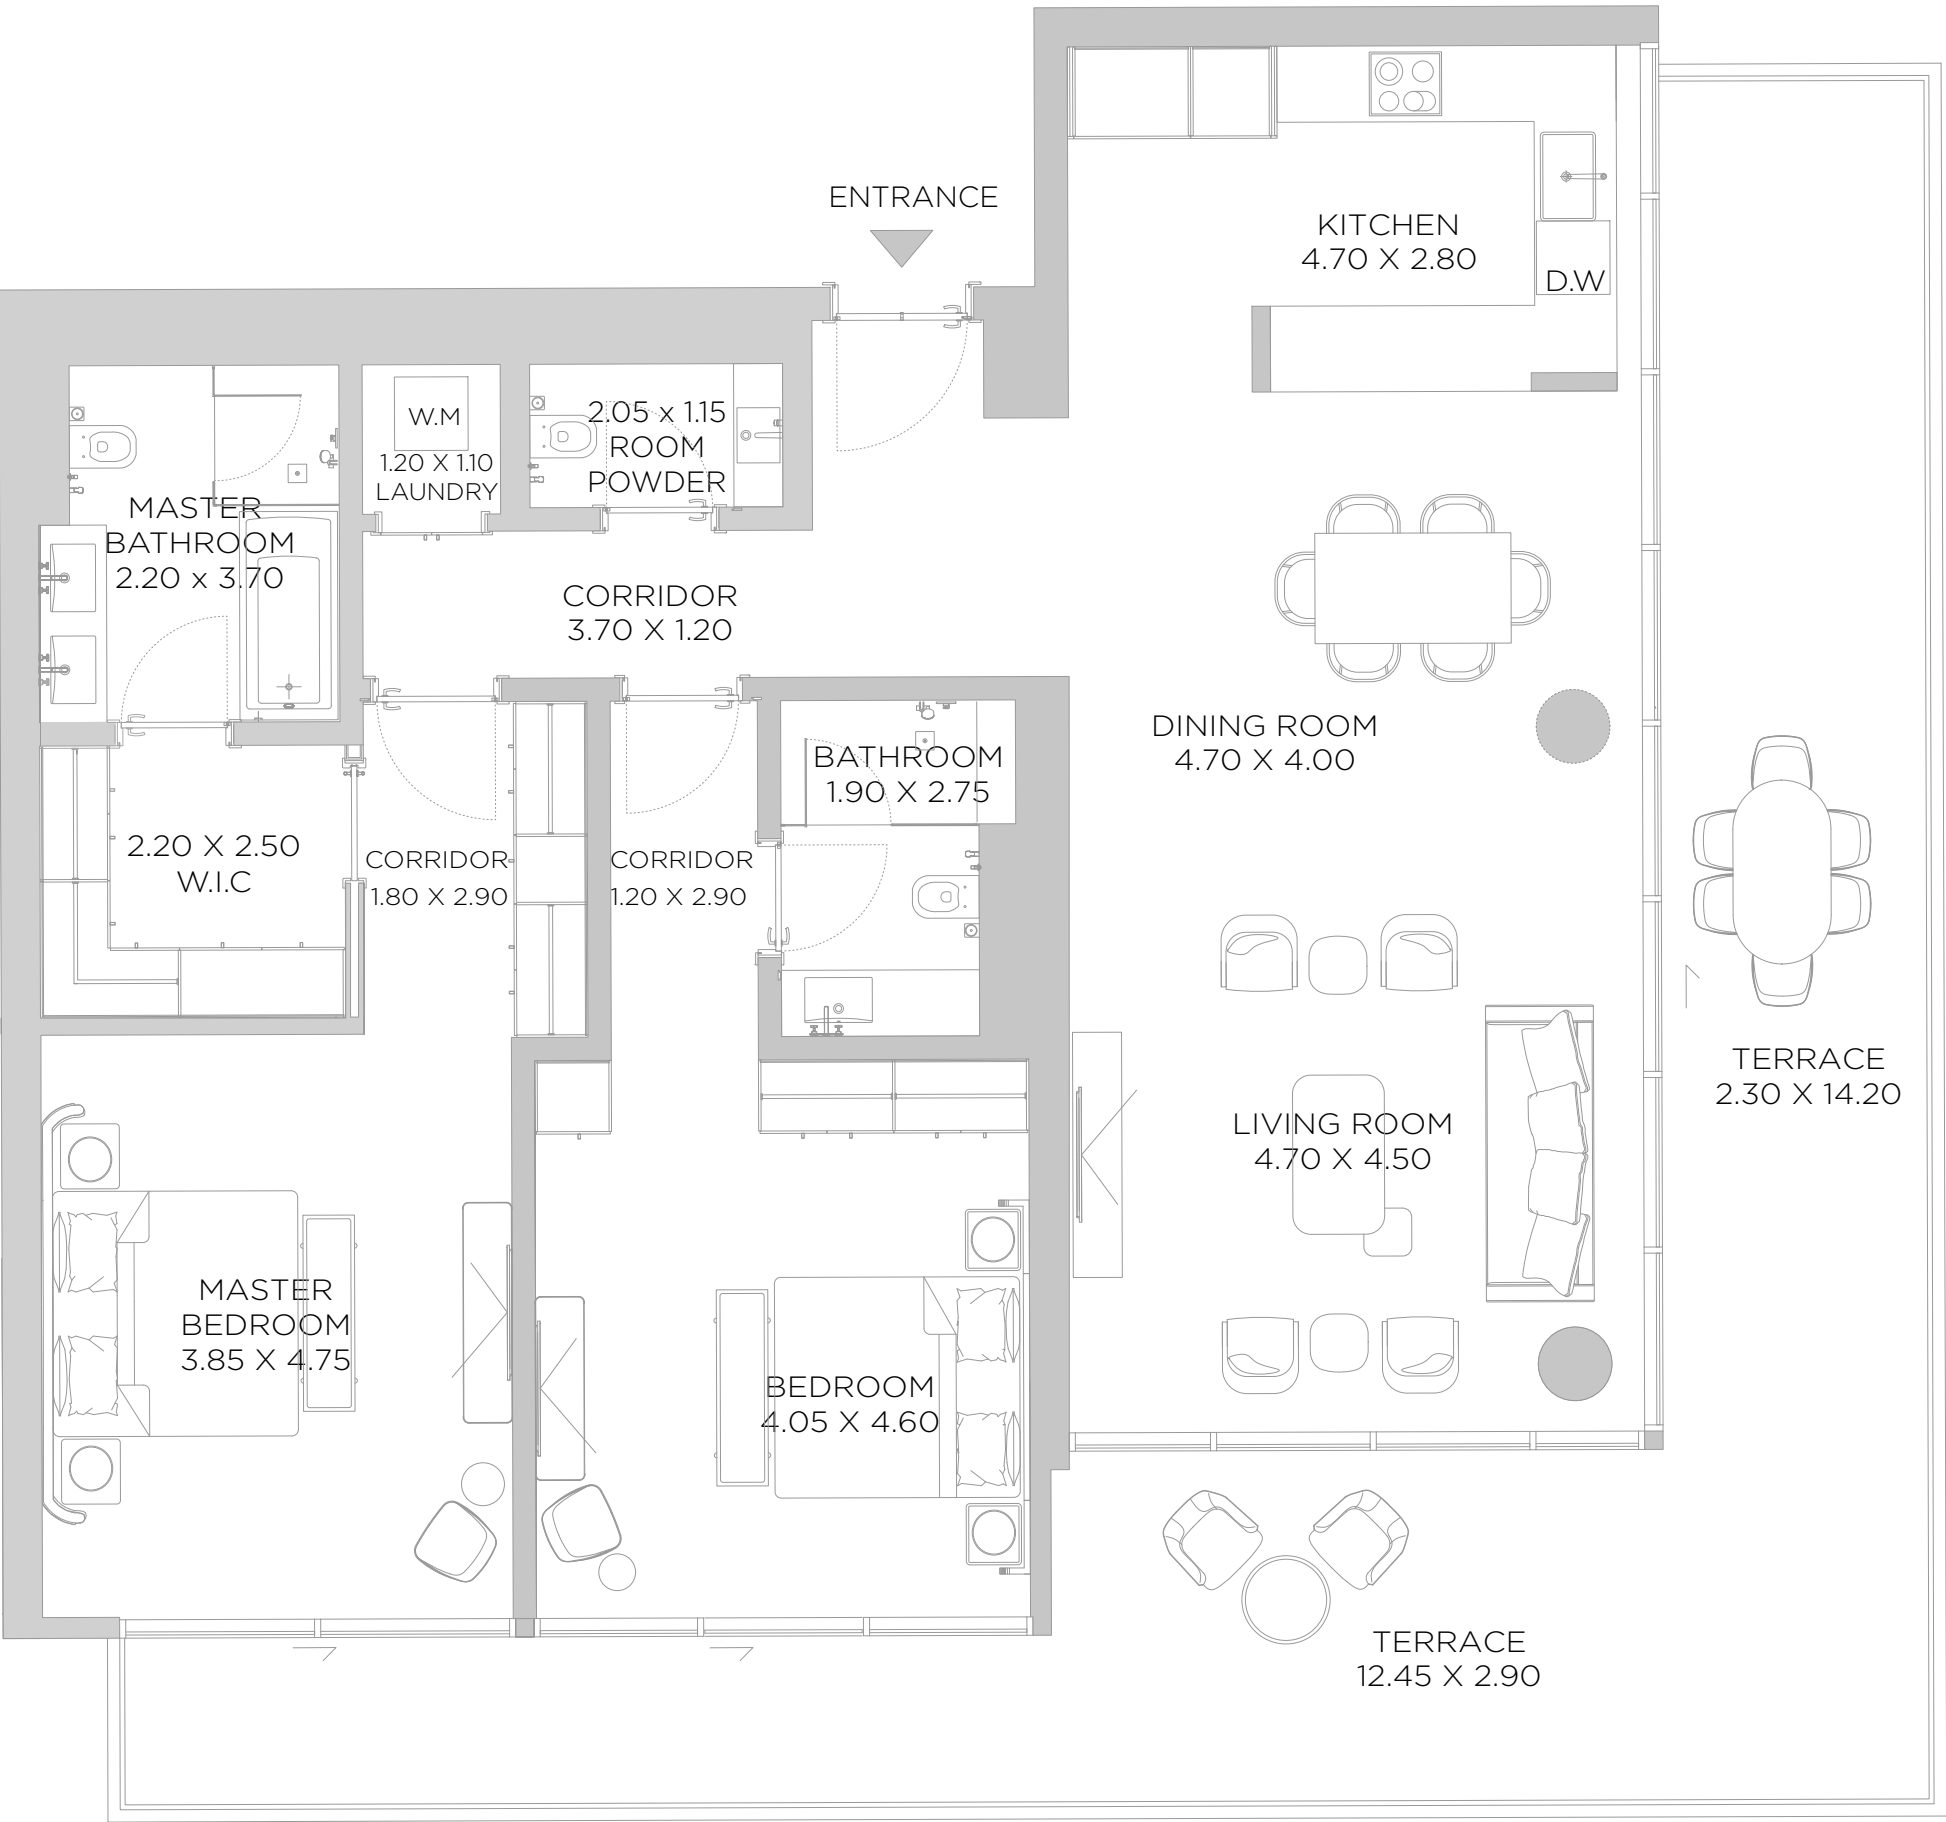 ENTRANCE
KITCHEN
4.70 X 2.80
D.W
W.M
1.20 X 1.10
LAUNDRY
2.05 x 1.15
ROOM
POWDER
MASTER
BATHROOM
2.20 x 3.70
CORRIDOR
3.70 X 1.20
DINING ROOM
4.70 X 4.00
BATHROOM
1.90 X 2.75
2.20 X 2.50
W.I.C
CORRIDOR
1.80 X 2.90
CORRIDOR
1.20 X 2.90
TERRACE
2.30 X 14.20
LIVING ROOM
4.70 X 4.50
MASTER
BEDROOM
3.85 X 4.75
BEDROOM
4.05 X 4.60
TERRACE
12.45 X 2.90